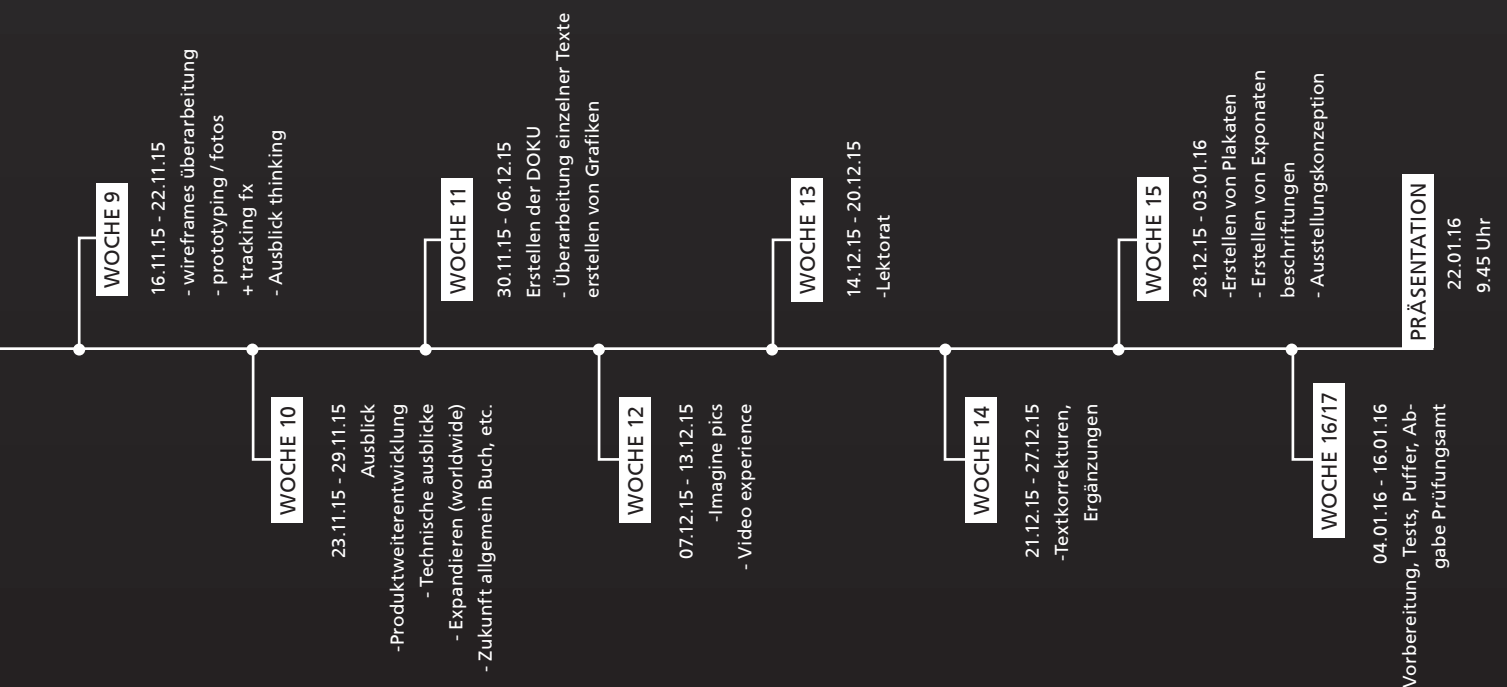 WOCHE 9
16.11.15 - 22.11.15
- wireframes überarbeitung
- prototyping / fotos
+ tracking fx
- Ausblick thinking
WOCHE 10
23.11.15 - 29.11.15
Ausblick
-Produktweiterentwicklung
- Technische ausblicke
- Expandieren (worldwide)
- Zukunft allgemein Buch, etc.
WOCHE 11
30.11.15 - 06.12.15
Erstellen der DOKU
- Überarbeitung einzelner Texte
erstellen von Grafiken
WOCHE 12
07.12.15 - 13.12.15
-Imagine pics
- Video experience
WOCHE 13
14.12.15 - 20.12.15
-Lektorat
WOCHE 14
21.12.15 - 27.12.15
-Textkorrekturen,
Ergänzungen
WOCHE 15
28.12.15 - 03.01.16
-Erstellen von Plakaten
- Erstellen von Exponaten
beschriftungen
- Ausstellungskonzeption
WOCHE 16/17
04.01.16 - 16.01.16
Vorbereitung, Tests, Puffer, Ab-
gabe Prüfungsamt
PRÄSENTATION
22.01.16
9.45 Uhr